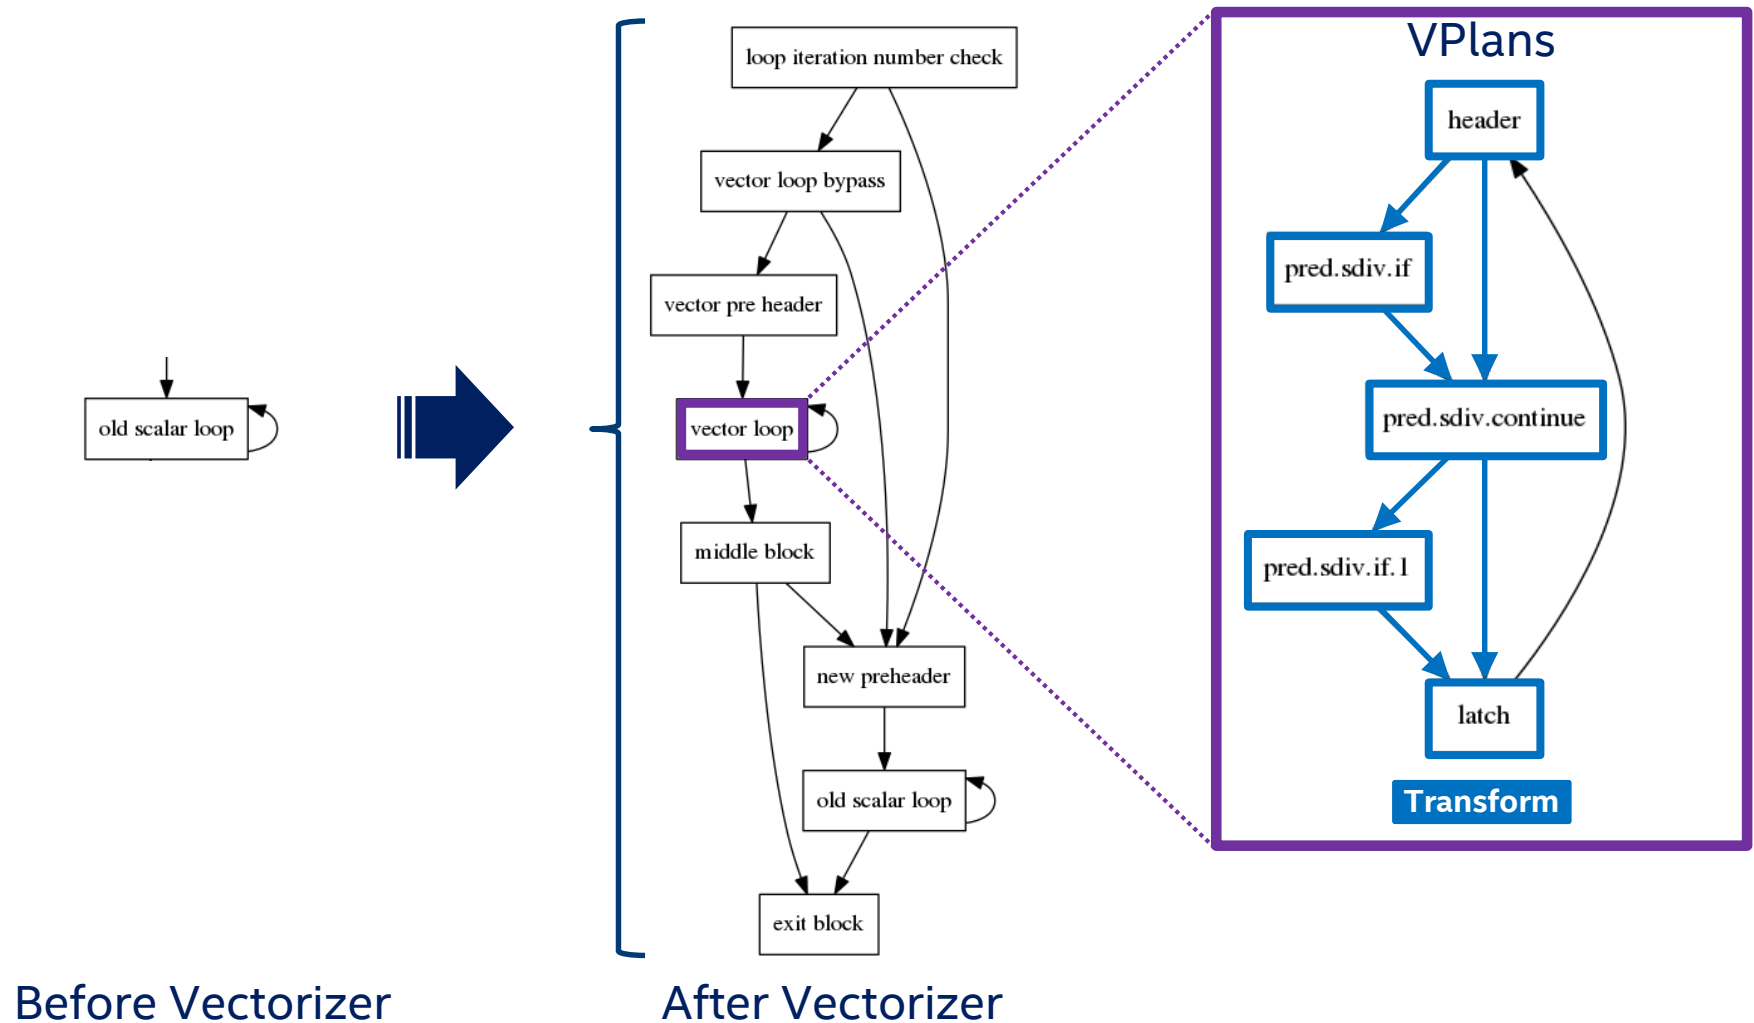 old scalar loop
Before Vectorizer
loop iteration number check
vector loop bypass
vector pre header
vector loop
middle block
new preheader
old scalar loop
exit block
After Vectorizer
VPlans
header
pred.sdiv.if
pred.sdiv.continue
pred.sdiv.if.1
latch
Transform